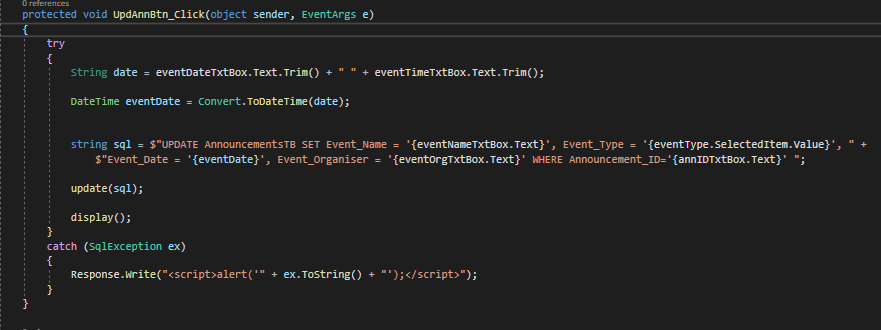 0 references
protected void UpdAnnBtn_Click(object sender, EventArgs e)
{
try
{
String date = eventDateTxtBox.Text.Trim() + " " + eventTimeTxtBox.Text.Trim();
DateTime eventDate = Convert.ToDateTime(date);
string sql = $"UPDATE AnnouncementsTB SET Event_Name = '{eventNameTxtBox.Text}', Event_Type = '{eventType.SelectedItem.Value}', " +
$"Event_Date = '{eventDate}', Event_Organiser = '{eventOrgTxtBox.Text}' WHERE Announcement_ID='{annIDTxtBox.Text}' ";
update(sql);
display();
}
catch (SqlException ex)
{
Response.Write("<script>alert('" + ex.ToString() + "');</script>");
}
}